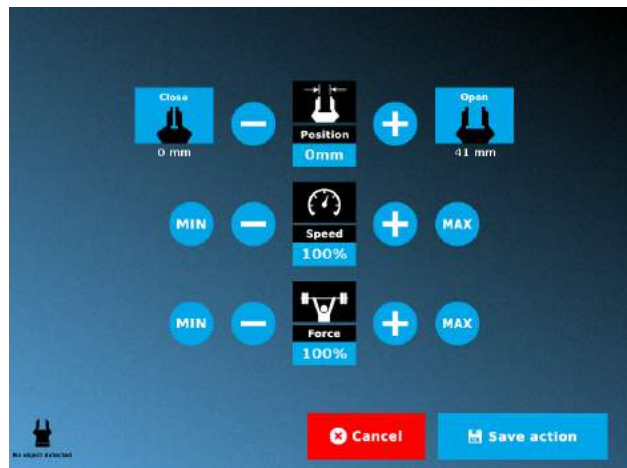 Close
Open
Position
0 mm
0mm
41 mm
MIN
Speed
MAX
100%
MIN
Force
MAX
100%
Cancel
Save action
No object detected